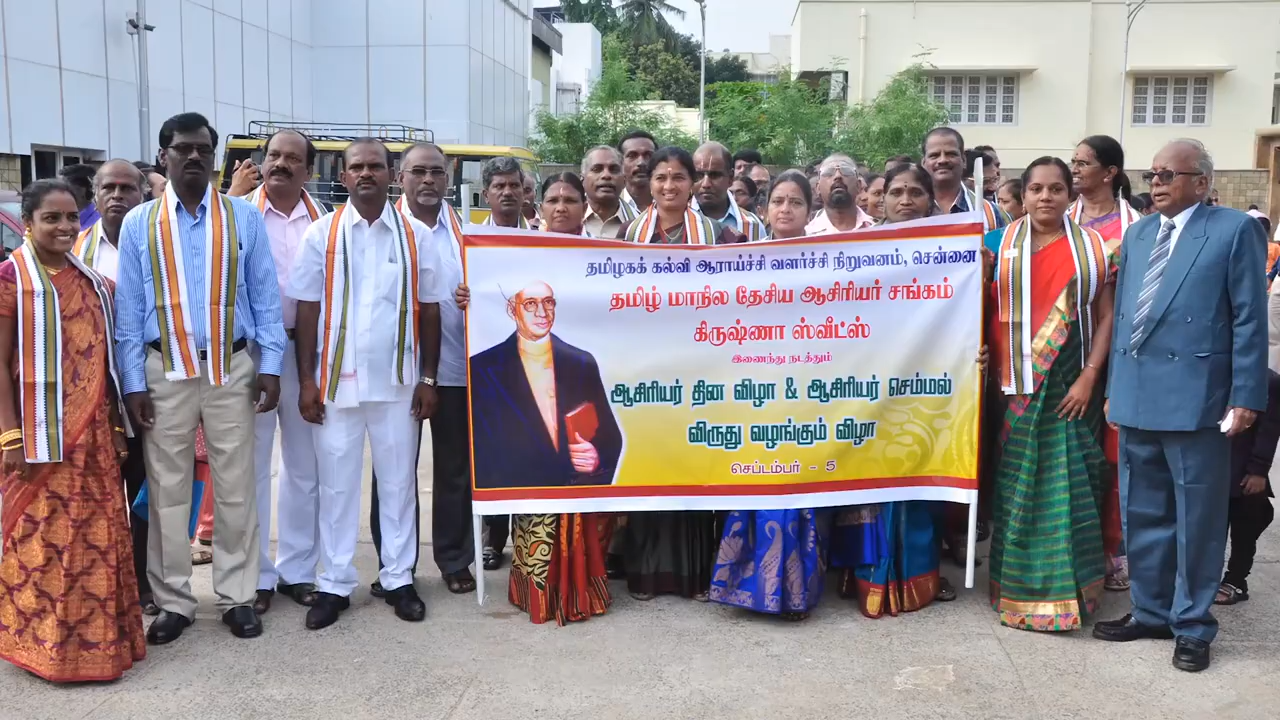 தமிழகக் கல்வி ஆராய்ச்சி வளர்ச்சி நிறுவனம், சென்னை
தமிழ் மாநில தேசிய ஆசிரியர் சங்கம்
கிருஷ்ணா ஸ்வீட்ஸ்
இணைந்து நடத்தும்
ஆசிரியர் தின விழா & ஆசிரியர் செம்மல்
விருது வழங்கும் விழா
செப்டம்பர் - 5